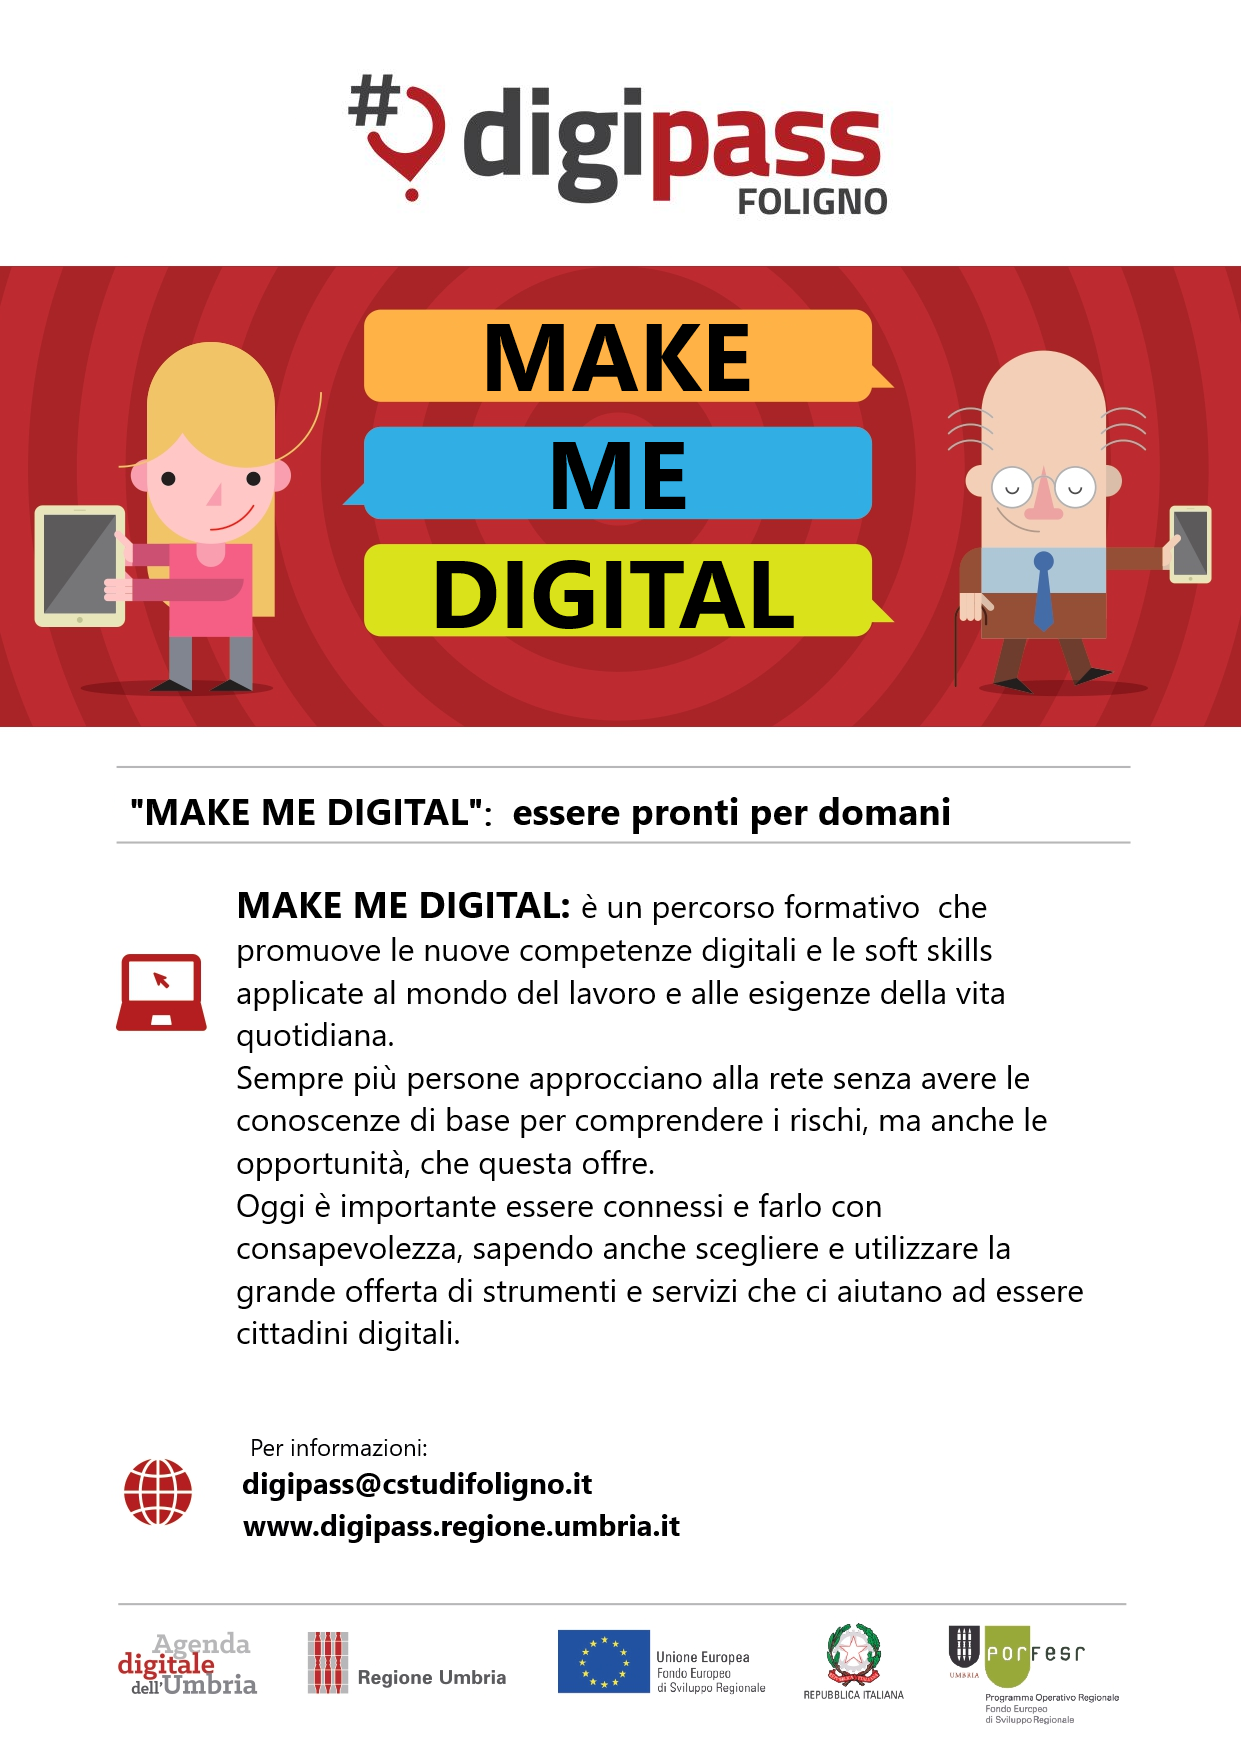 #digipass
FOLIGNO
MAKE
ME
DIGITAL
"MAKE ME DIGITAL":  essere pronti per domani
MAKE ME DIGITAL: è un percorso formativo  che
promuove le nuove competenze digitali e le soft skills
applicate al mondo del lavoro e alle esigenze della vita
quotidiana.
Sempre più persone approcciano alla rete senza avere le
conoscenze di base per comprendere i rischi, ma anche le
opportunità, che questa offre.
Oggi è importante essere connessi e farlo con
consapevolezza, sapendo anche scegliere e utilizzare la
grande offerta di strumenti e servizi che ci aiutano ad essere
cittadini digitali.
Per informazioni:
digipass@cstudifoligno.it
www.digipass.regione.umbria.it
Agenda
digitale
dell'Umbria
Regione Umbria
Unione Europea
Fondo Europeo
di Sviluppo Regionale
REPUBBLICA ITALIANA
UMBRIA
porfesr
Programma Operativo Regionale
Fondo Europeo
di Sviluppo Regionale